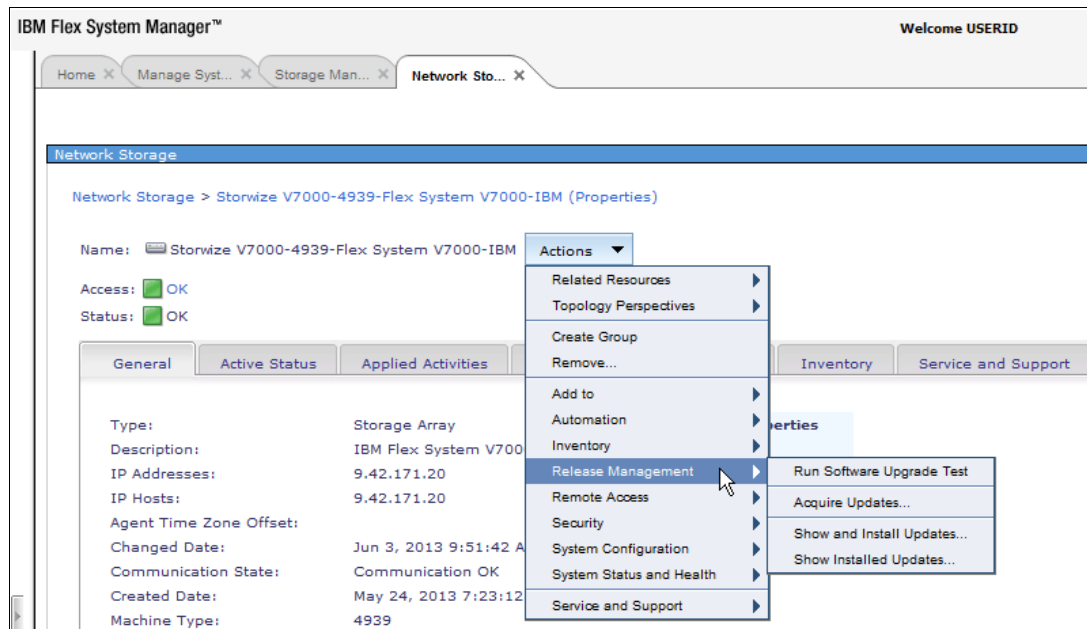 IBM Flex System Manager™
Welcome USERID
Home
Manage Syst...
Storage Man...
Network Sto...
Network Storage
Network Storage > Storwize V7000-4939-Flex System V7000-IBM (Properties)
Name: Storwize V7000-4939-Flex System V7000-IBM
Actions
Access: OK
Status: OK
General
Active Status
Applied Activities
Inventory
Service and Support
Related Resources
Topology Perspectives
Create Group
Remove...
Add to
Automation
Inventory
Release Management
Remote Access
Security
System Configuration
System Status and Health
Service and Support
Run Software Upgrade Test
Acquire Updates...
Show and Install Updates...
Show Installed Updates...
Type: Storage Array
Description: IBM Flex System V700
IP Addresses: 9.42.171.20
IP Hosts: 9.42.171.20
Agent Time Zone Offset:
Changed Date: Jun 3, 2013 9:51:42 A
Communication State: Communication OK
Created Date: May 24, 2013 7:23:12
Machine Type: 4939